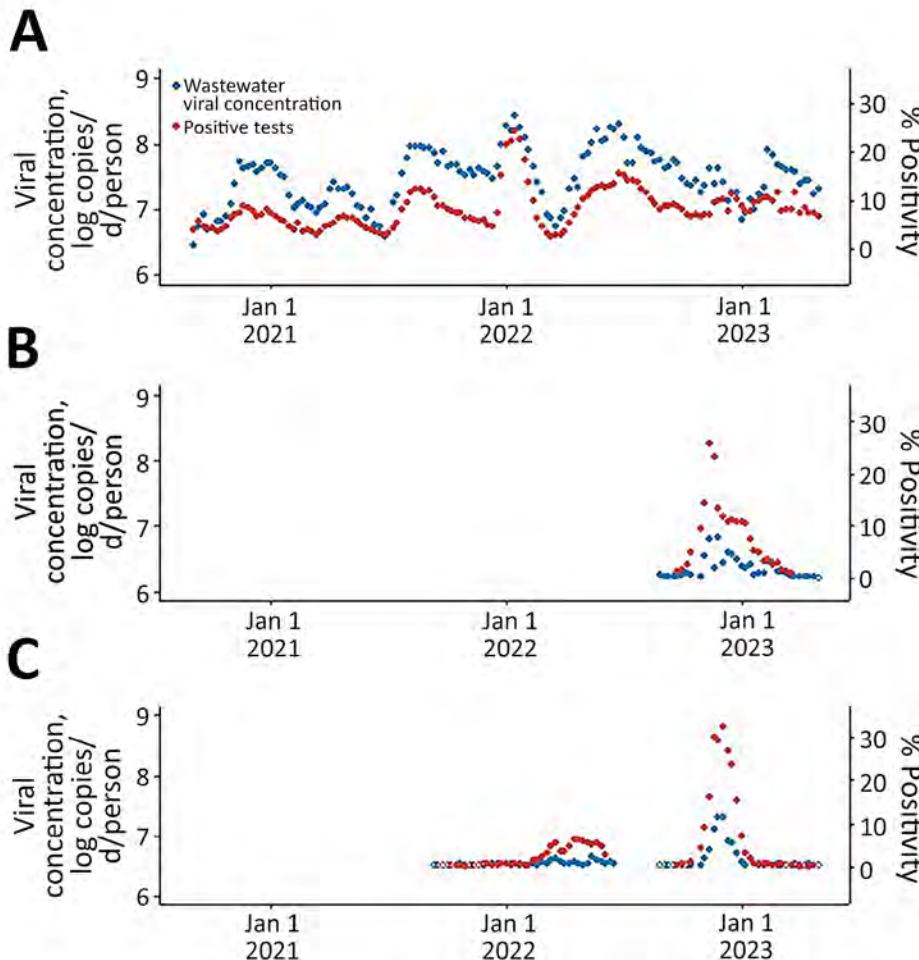 A
Viral
concentration,
log copies/
d/person
9
8
7
6
Wastewater
viral concentration
Positive tests
30
20
10
0
% Positivity
Jan 1
2021
Jan 1
2022
Jan 1
2023
B
Viral
concentration,
log copies/
d/person
9
8
7
6
30
20
10
0
% Positivity
Jan 1
2021
Jan 1
2022
Jan 1
2023
C
Viral
concentration,
log copies/
d/person
9
8
7
6
30
20
10
0
% Positivity
Jan 1
2021
Jan 1
2022
Jan 1
2023